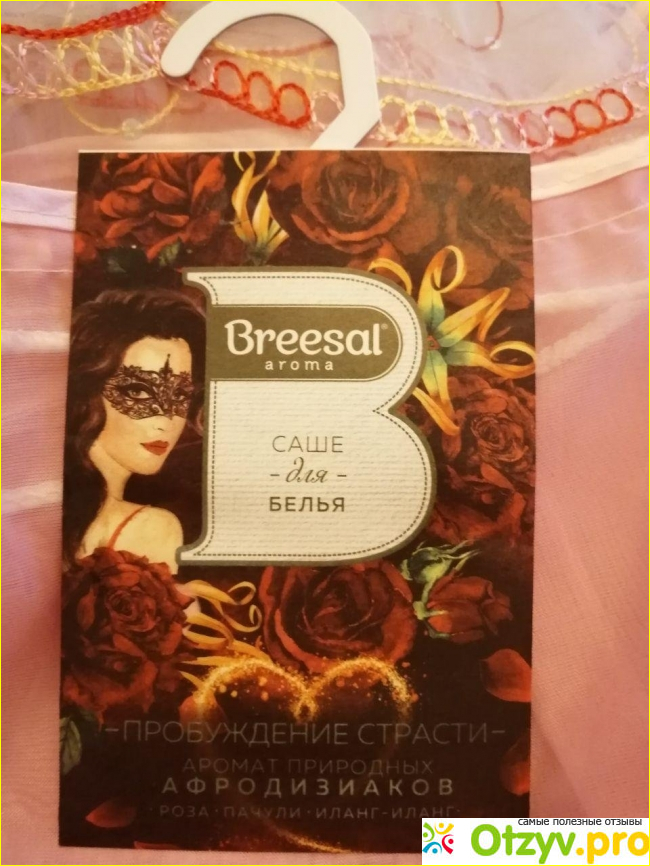 Breesal®
aroma
САШЕ
- для -
БЕЛЬЯ
-ПРОБУЖДЕНИЕ СТРАСТИ-
АРОМАТ ПРИРОДНЫХ
АФРОДИЗИАКОВ
· РОЗА · ПАЧУЛИ · ИЛАНГ-ИЛАНГ ·
самые полезные отзывы
Otzyv.pro